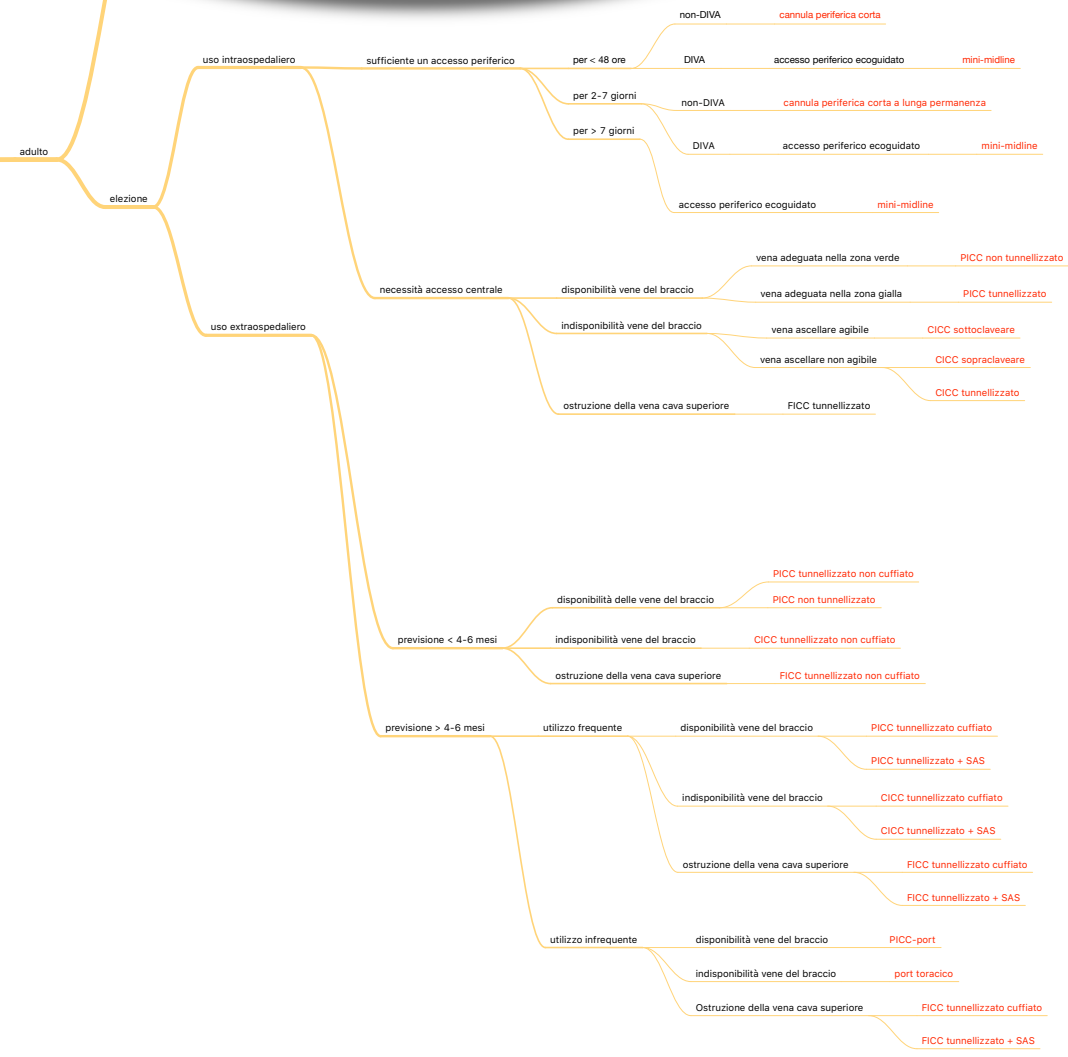 non-DIVA cannula periferica corta
uso intraospedaliero sufficiente un accesso periferico per < 48 ore DIVA accesso periferico ecoguidato mini-midline
per 2-7 giorni non-DIVA cannula periferica corta a lunga permanenza
per > 7 giorni
DIVA accesso periferico ecoguidato mini-midline
adulto
elezione
accesso periferico ecoguidato mini-midline
vena adeguata nella zona verde PICC non tunnellizzato
necessità accesso centrale disponibilità vene del braccio
vena adeguata nella zona gialla PICC tunnellizzato
uso extraospedaliero
indisponibilità vene del braccio vena ascellare agibile CICC sottoclaveare
vena ascellare non agibile CICC sopraclaveare
CICC tunnellizzato
ostruzione della vena cava superiore FICC tunnellizzato
PICC tunnellizzato non cuffiato
disponibilità delle vene del braccio PICC non tunnellizzato
previsione < 4-6 mesi indisponibilità vene del braccio CICC tunnellizzato non cuffiato
ostruzione della vena cava superiore FICC tunnellizzato non cuffiato
previsione > 4-6 mesi utilizzo frequente disponibilità vene del braccio PICC tunnellizzato cuffiato
PICC tunnellizzato + SAS
indisponibilità vene del braccio CICC tunnellizzato cuffiato
CICC tunnellizzato + SAS
ostruzione della vena cava superiore FICC tunnellizzato cuffiato
FICC tunnellizzato + SAS
utilizzo infrequente disponibilità vene del braccio PICC-port
indisponibilità vene del braccio port toracico
Ostruzione della vena cava superiore FICC tunnellizzato cuffiato
FICC tunnellizzato + SAS